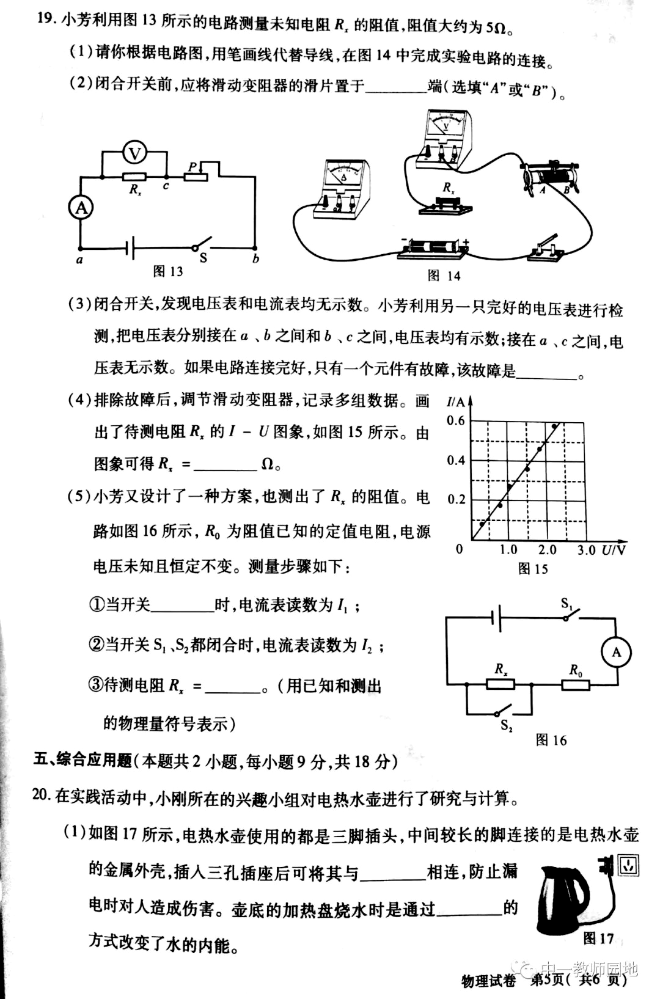 19. 小芳利用图 13 所示的电路测量未知电阻 Rx 的阻值,阻值大约为 5Ω。
(1)请你根据电路图,用笔画线代替导线,在图 14 中完成实验电路的连接。
(2)闭合开关前,应将滑动变阻器的滑片置于________端(选填“A”或“B”)。
V
P
Rx
c
A
S
a
b
图 13
V
A
Rx
A
B
-
+
图 14
(3)闭合开关,发现电压表和电流表均无示数。小芳利用另一只完好的电压表进行检
测,把电压表分别接在 a 、b 之间和 b 、c 之间,电压表均有示数;接在 a 、c 之间,电
压表无示数。如果电路连接完好,只有一个元件有故障,该故障是________。
(4)排除故障后,调节滑动变阻器,记录多组数据。画
出了待测电阻 Rx 的 I - U 图象,如图 15 所示。由
图象可得 Rx = ________ Ω。
I/A
0.6
0.4
0.2
0
1.0
2.0
3.0
U/V
图 15
(5)小芳又设计了一种方案,也测出了 Rx 的阻值。电
路如图 16 所示, R0 为阻值已知的定值电阻,电源
电压未知且恒定不变。测量步骤如下:
①当开关________时,电流表读数为 I1 ;
②当开关 S1、S2都闭合时,电流表读数为 I2 ;
③待测电阻 Rx = ________。(用已知和测出
的物理量符号表示)
S1
A
Rx
R0
S2
图 16
五、综合应用题(本题共 2 小题,每小题 9 分,共 18 分)
20. 在实践活动中,小刚所在的兴趣小组对电热水壶进行了研究与计算。
(1)如图 17 所示,电热水壶使用的都是三脚插头,中间较长的脚连接的是电热水壶
的金属外壳,插入三孔插座后可将其与________相连,防止漏
电时对人造成伤害。壶底的加热盘烧水时是通过________的
方式改变了水的内能。
图 17
中一教师园地
物理试卷 第5页( 共6 页)